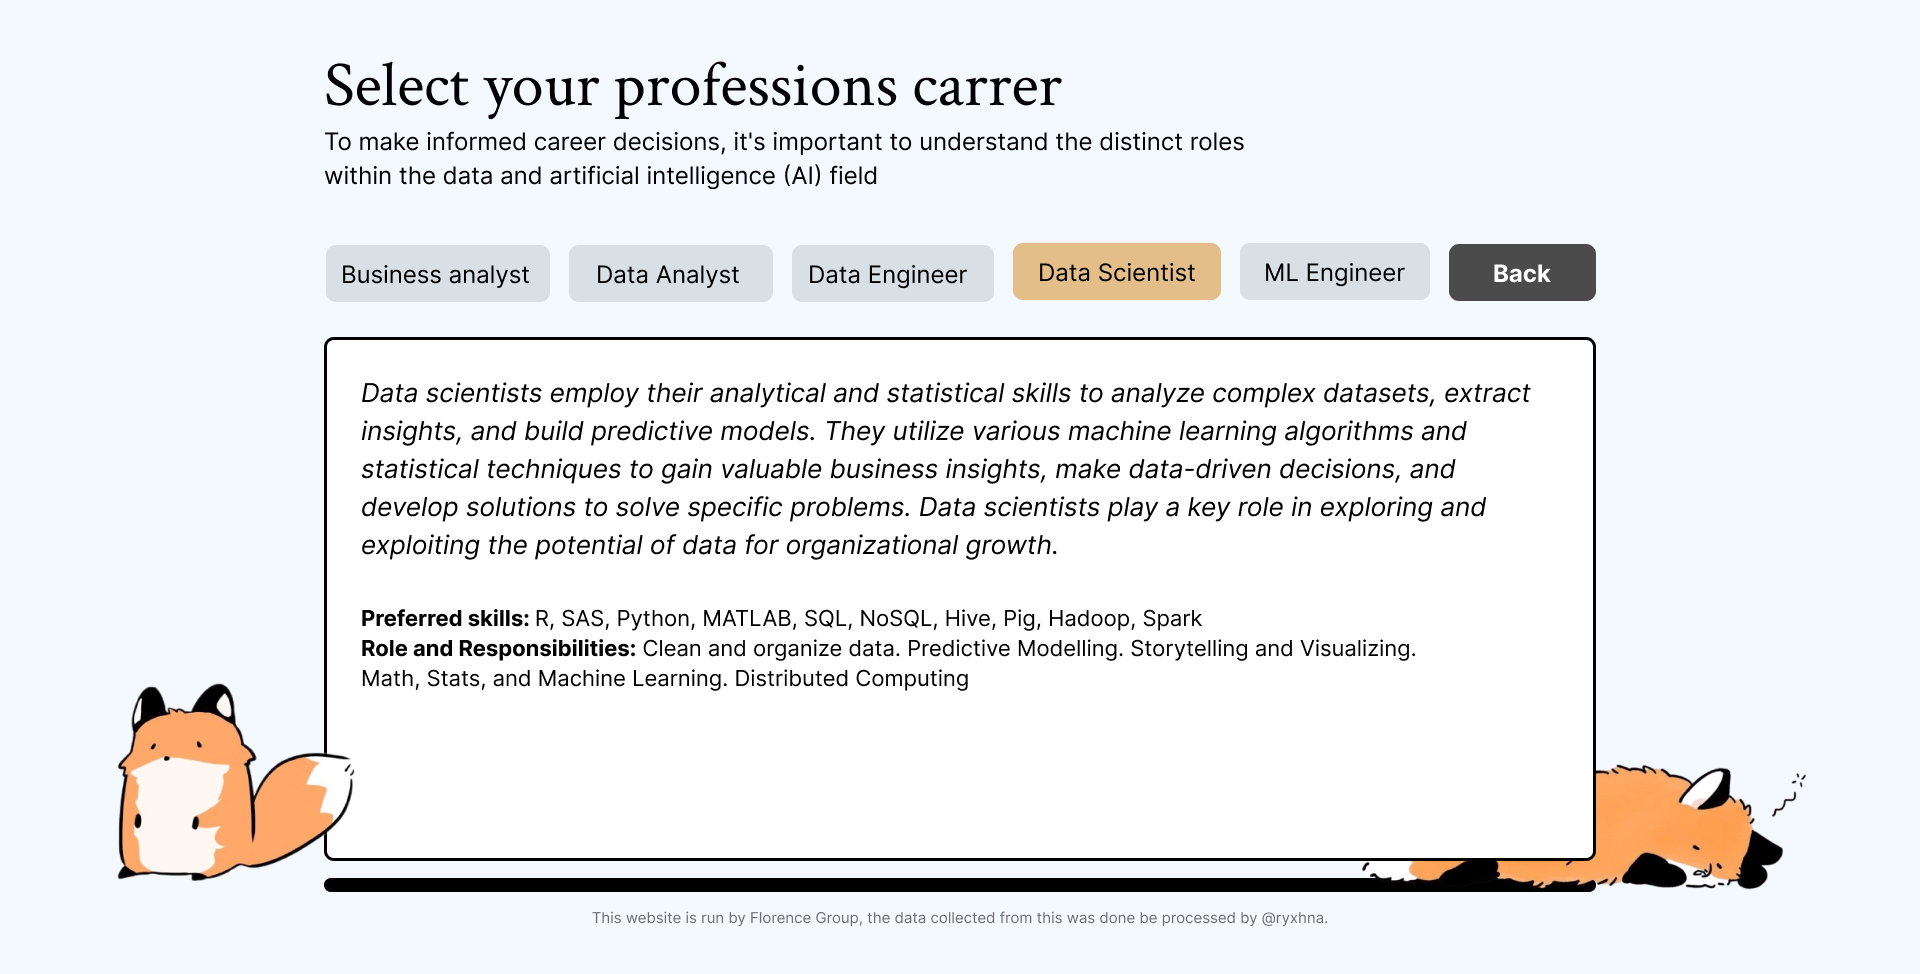 Select your professions carrer
To make informed career decisions, it's important to understand the distinct roles
within the data and artificial intelligence (AI) field
Business analyst
Data Analyst
Data Engineer
Data Scientist
ML Engineer
Back
Data scientists employ their analytical and statistical skills to analyze complex datasets, extract
insights, and build predictive models. They utilize various machine learning algorithms and
statistical techniques to gain valuable business insights, make data-driven decisions, and
develop solutions to solve specific problems. Data scientists play a key role in exploring and
exploiting the potential of data for organizational growth.
Preferred skills: R, SAS, Python, MATLAB, SQL, NoSQL, Hive, Pig, Hadoop, Spark
Role and Responsibilities: Clean and organize data. Predictive Modelling. Storytelling and Visualizing.
Math, Stats, and Machine Learning. Distributed Computing
This website is run by Florence Group, the data collected from this was done be processed by @ryxhna.